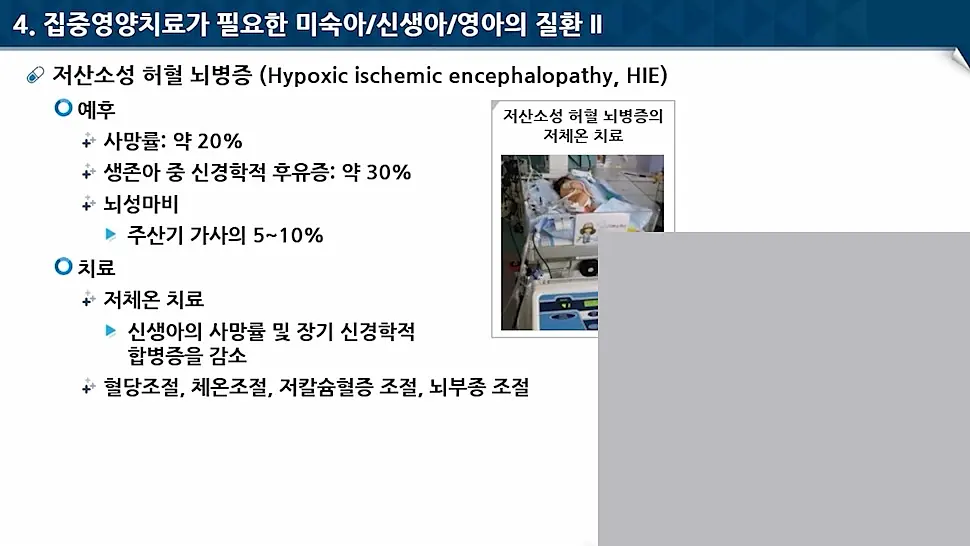 4. 집중영양치료가 필요한 미숙아/신생아/영아의 질환 II
저산소성 허혈 뇌병증 (Hypoxic ischemic encephalopathy, HIE)
예후
사망률: 약 20%
생존아 중 신경학적 후유증: 약 30%
뇌성마비
주산기 가사의 5~10%
치료
저체온 치료
신생아의 사망률 및 장기 신경학적
합병증을 감소
혈당조절, 체온조절, 저칼슘혈증 조절, 뇌부종 조절
저산소성 허혈 뇌병증의
저체온 치료